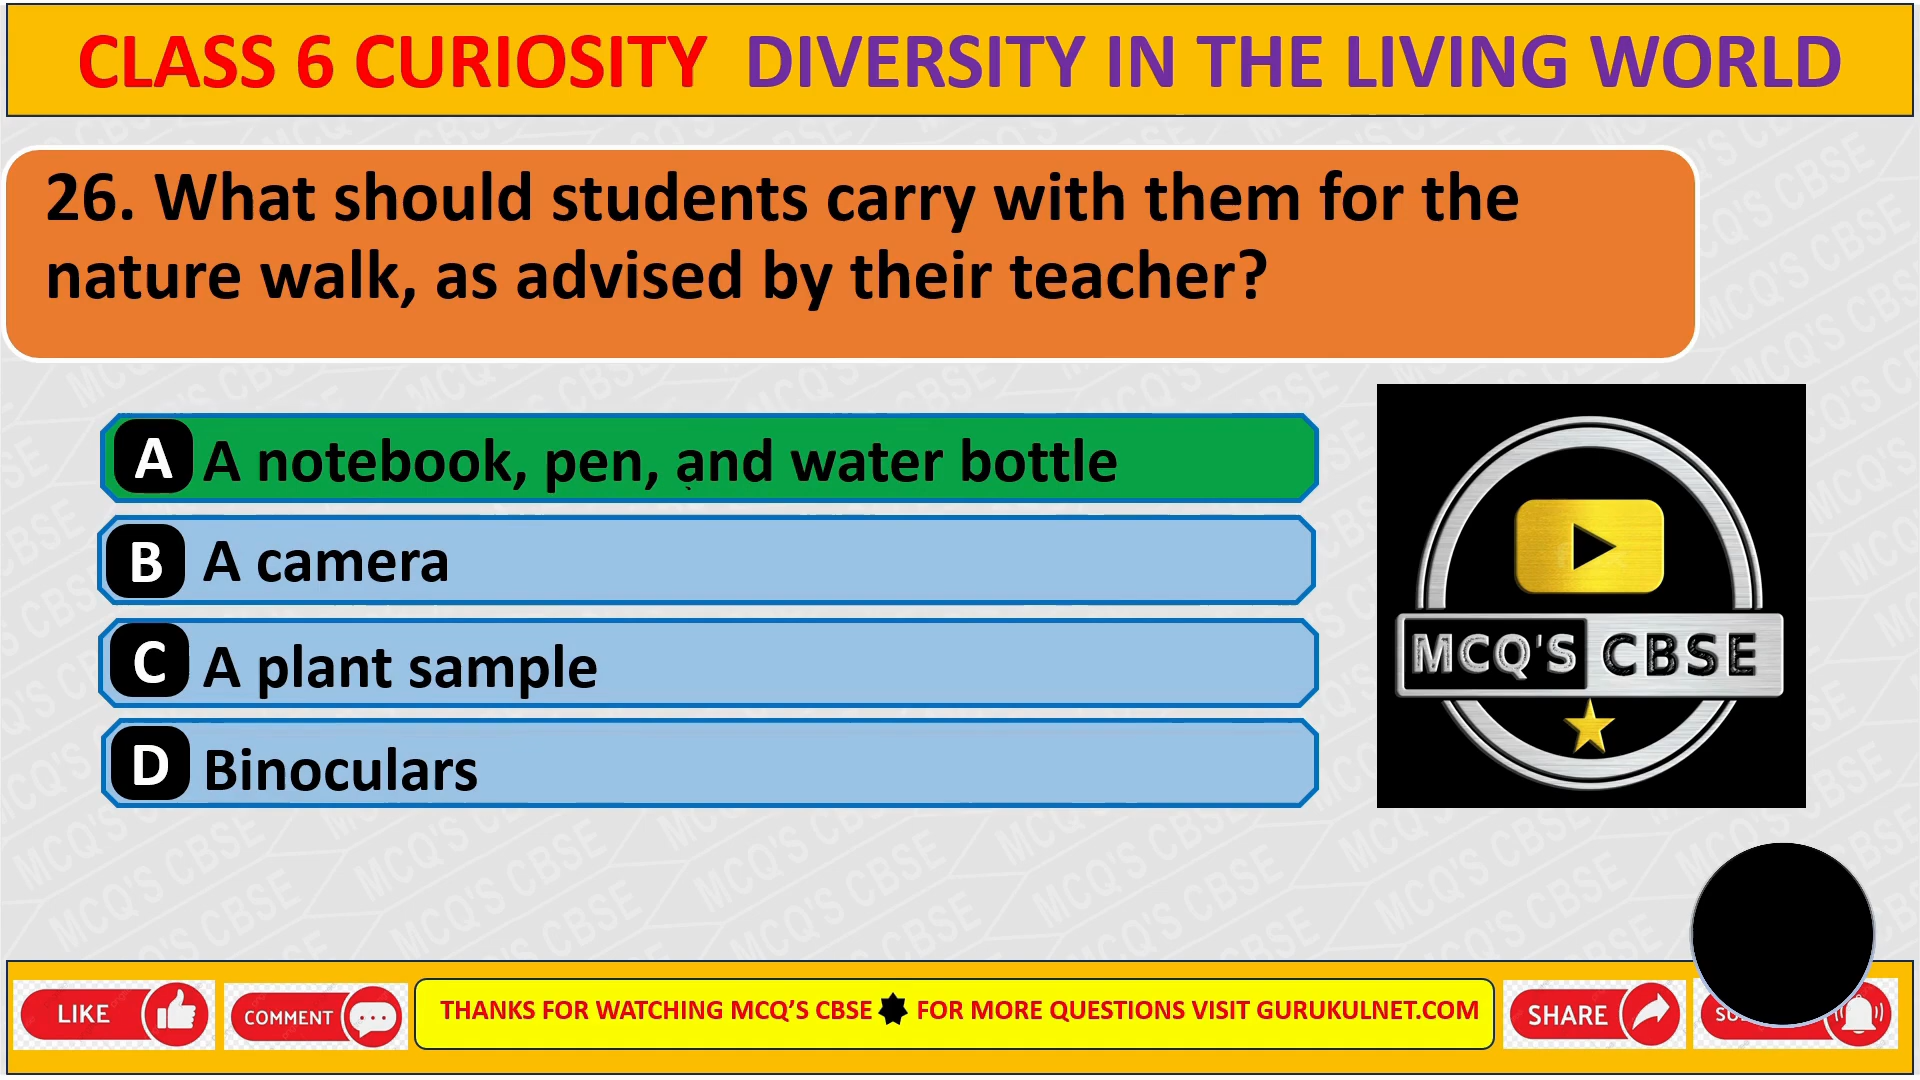 CLASS 6 CURIOSITY DIVERSITY IN THE LIVING WORLD
26. What should students carry with them for the
nature walk, as advised by their teacher?
A A notebook, pen, and water bottle
B A camera
C A plant sample
D Binoculars
MCQ'S CBSE
LIKE
COMMENT
THANKS FOR WATCHING MCQ’S CBSE FOR MORE QUESTIONS VISIT GURUKULNET.COM
SHARE